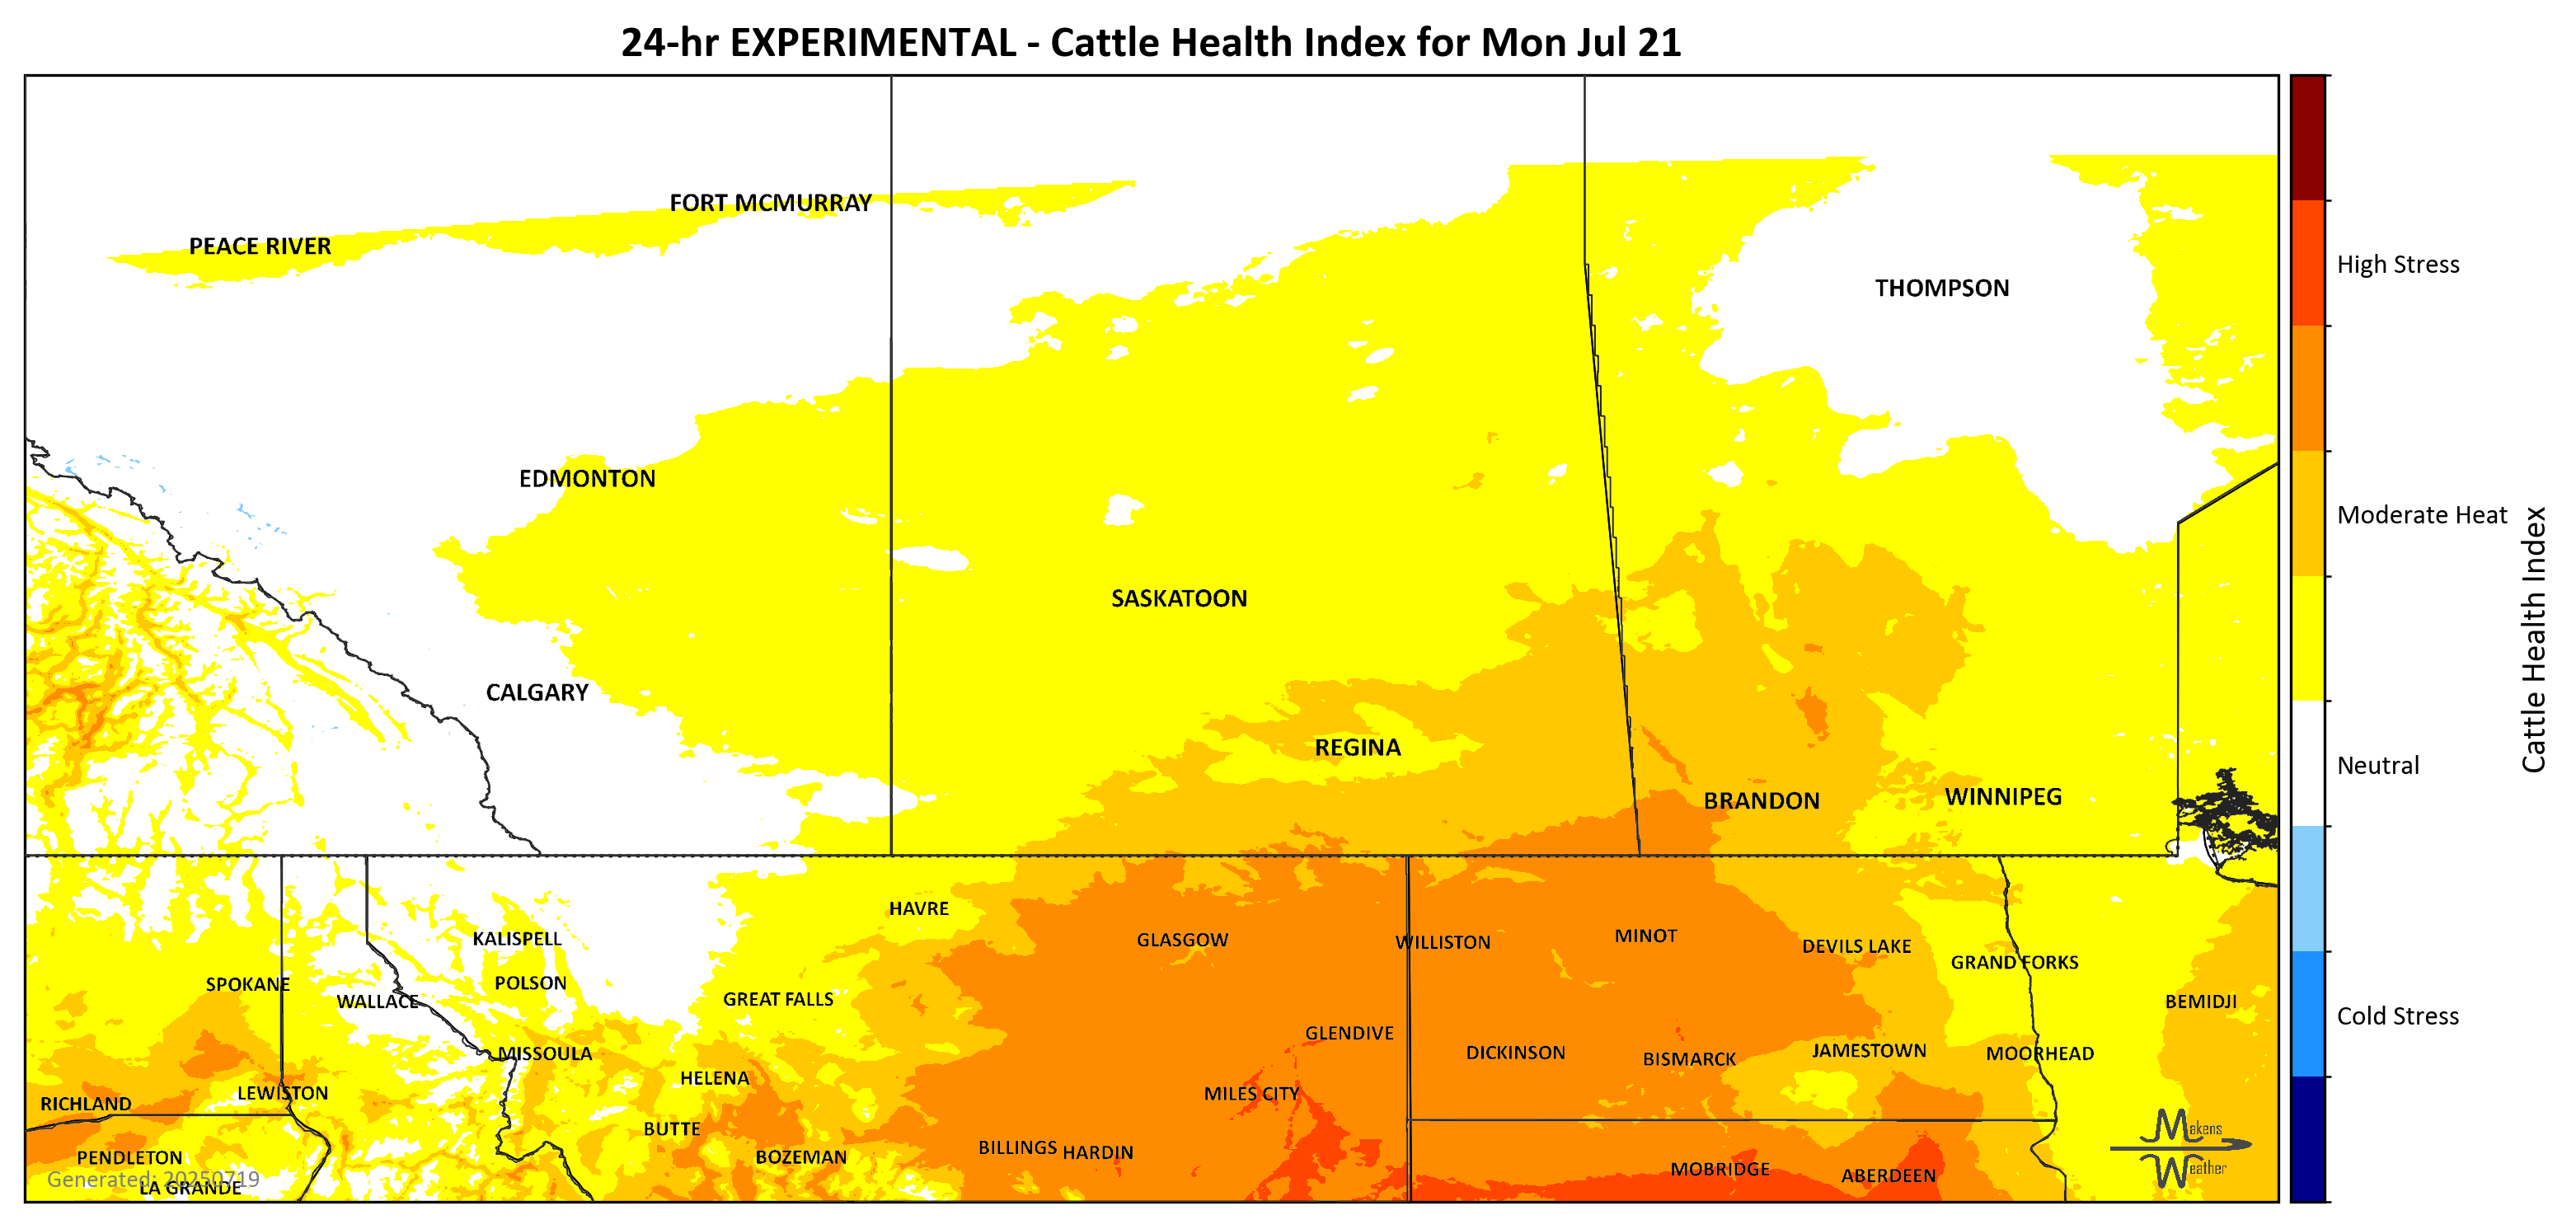 24-hr EXPERIMENTAL - Cattle Health Index for Mon Jul 21
FORT MCMURRAY
PEACE RIVER
THOMPSON
High Stress
EDMONTON
Moderate Heat
SASKATOON
CALGARY
REGINA
Neutral
BRANDON
WINNIPEG
Cattle Health Index
HAVRE
KALISPELL
GLASGOW
WILLISTON
MINOT
DEVILS LAKE
GRAND FORKS
SPOKANE
POLSON
WALLACE
GREAT FALLS
BEMIDJI
Cold Stress
GLENDIVE
MISSOULA
DICKINSON
BISMARCK
JAMESTOWN
MOORHEAD
HELENA
LEWISTON
MILES CITY
RICHLAND
BUTTE
Makens
Weather
BILLINGS
HARDIN
PENDLETON
BOZEMAN
MOBRIDGE
ABERDEEN
Generated: 20250719
LA GRANDE